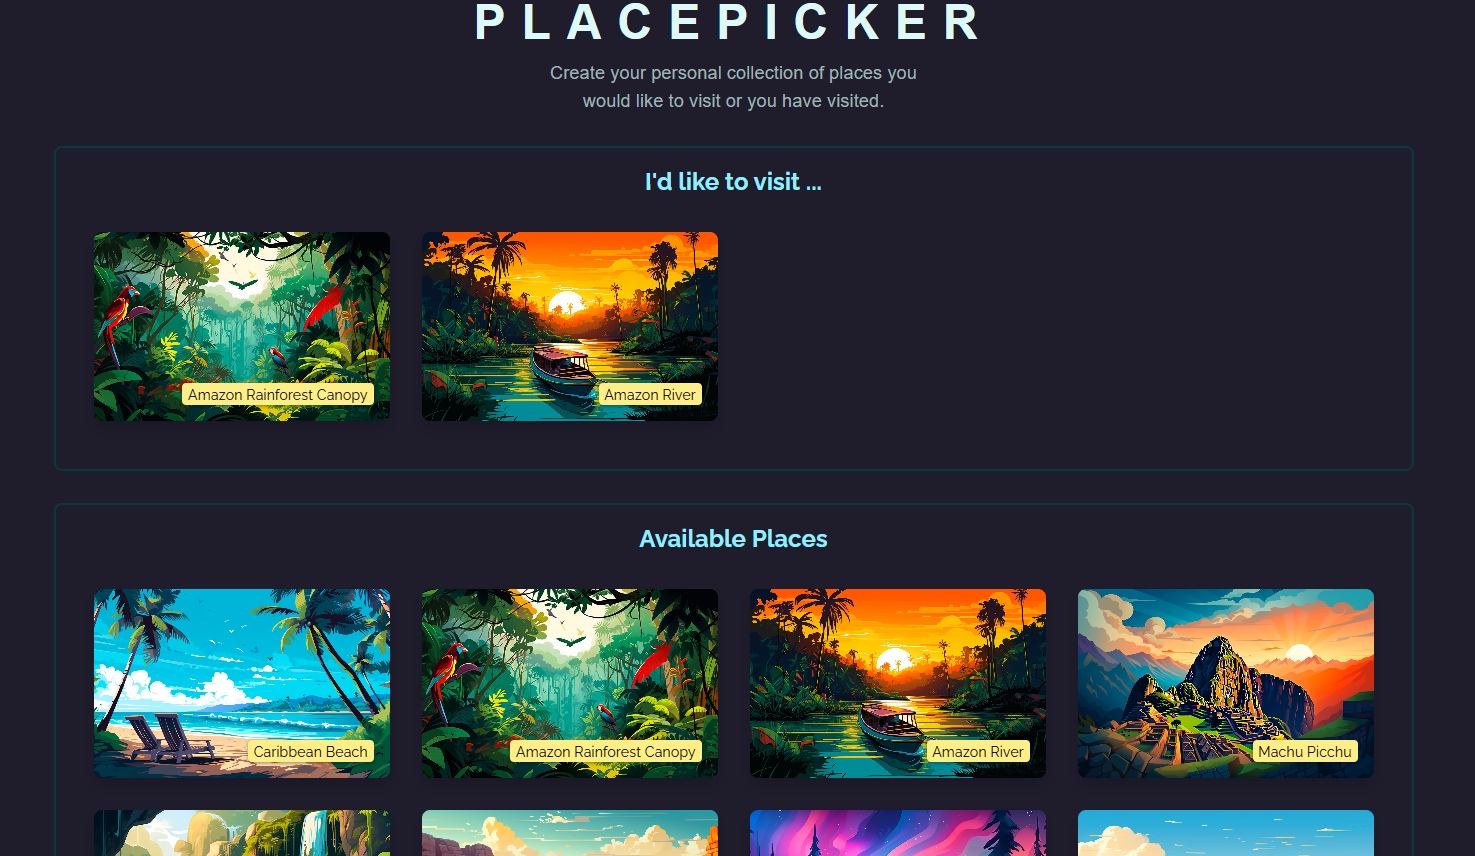 PLACEPICKER
Create your personal collection of places you
would like to visit or you have visited.
I'd like to visit ...
Amazon Rainforest Canopy
Amazon River
Available Places
Caribbean Beach
Amazon Rainforest Canopy
Amazon River
Machu Picchu